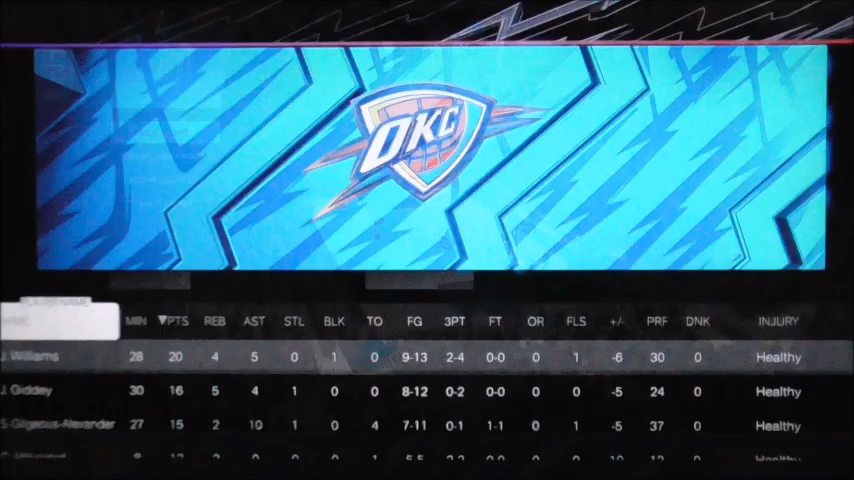 OKC
MIN ▼PTS REB AST STL BLK TO FG 3PT FT OR FLS +/- PRF DNK INJURY
J. Williams 28 20 4 5 0 1 0 9-13 2-4 0-0 0 1 -6 30 0 Healthy
J. Giddey 30 16 5 4 1 0 0 8-12 0-2 0-0 0 0 -5 24 0 Healthy
S. Gilgeous-Alexander 27 15 2 10 1 0 4 7-11 0-1 1-1 0 1 -5 37 0 Healthy